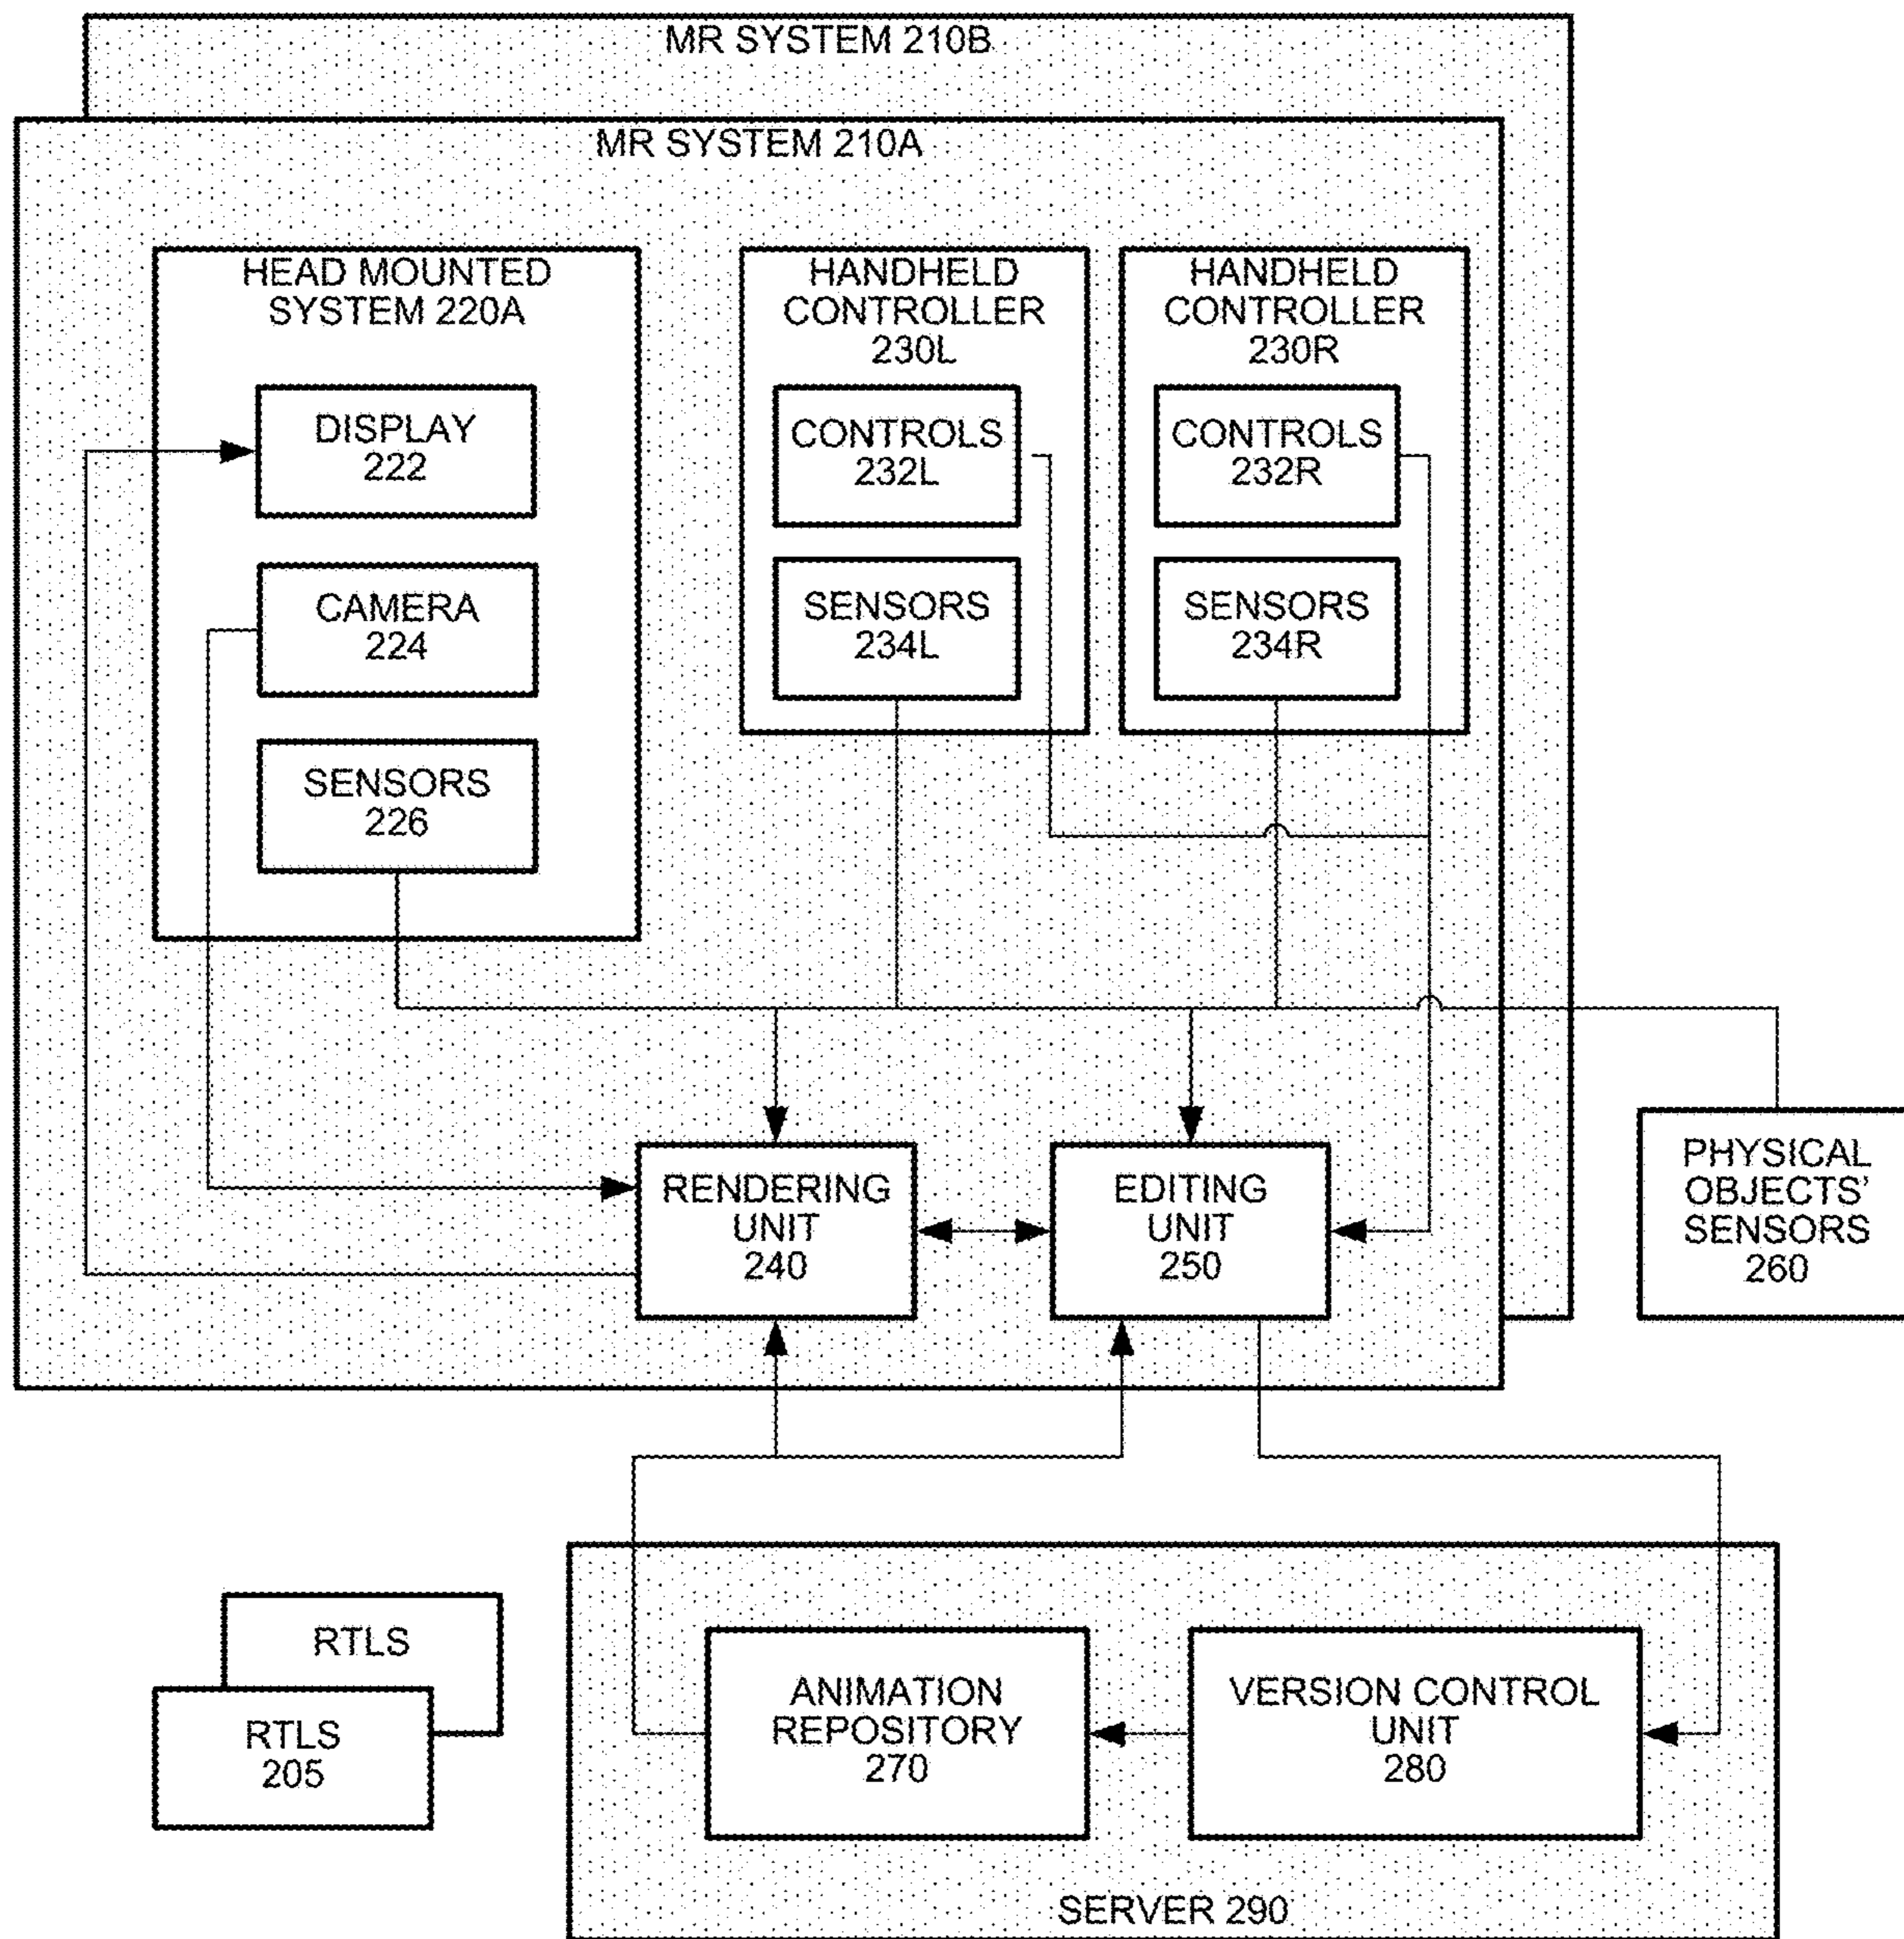 MR SYSTEM 210B
MR SYSTEM 210A
HEAD MOUNTED
SYSTEM 220A
DISPLAY
222
CAMERA
224
SENSORS
226
HANDHELD
CONTROLLER
230L
CONTROLS
232L
SENSORS
234L
HANDHELD
CONTROLLER
230R
CONTROLS
232R
SENSORS
234R
RENDERING
UNIT
240
EDITING
UNIT
250
PHYSICAL
OBJECTS'
SENSORS
260
RTLS
RTLS
205
ANIMATION
REPOSITORY
270
VERSION CONTROL
UNIT
280
SERVER 290